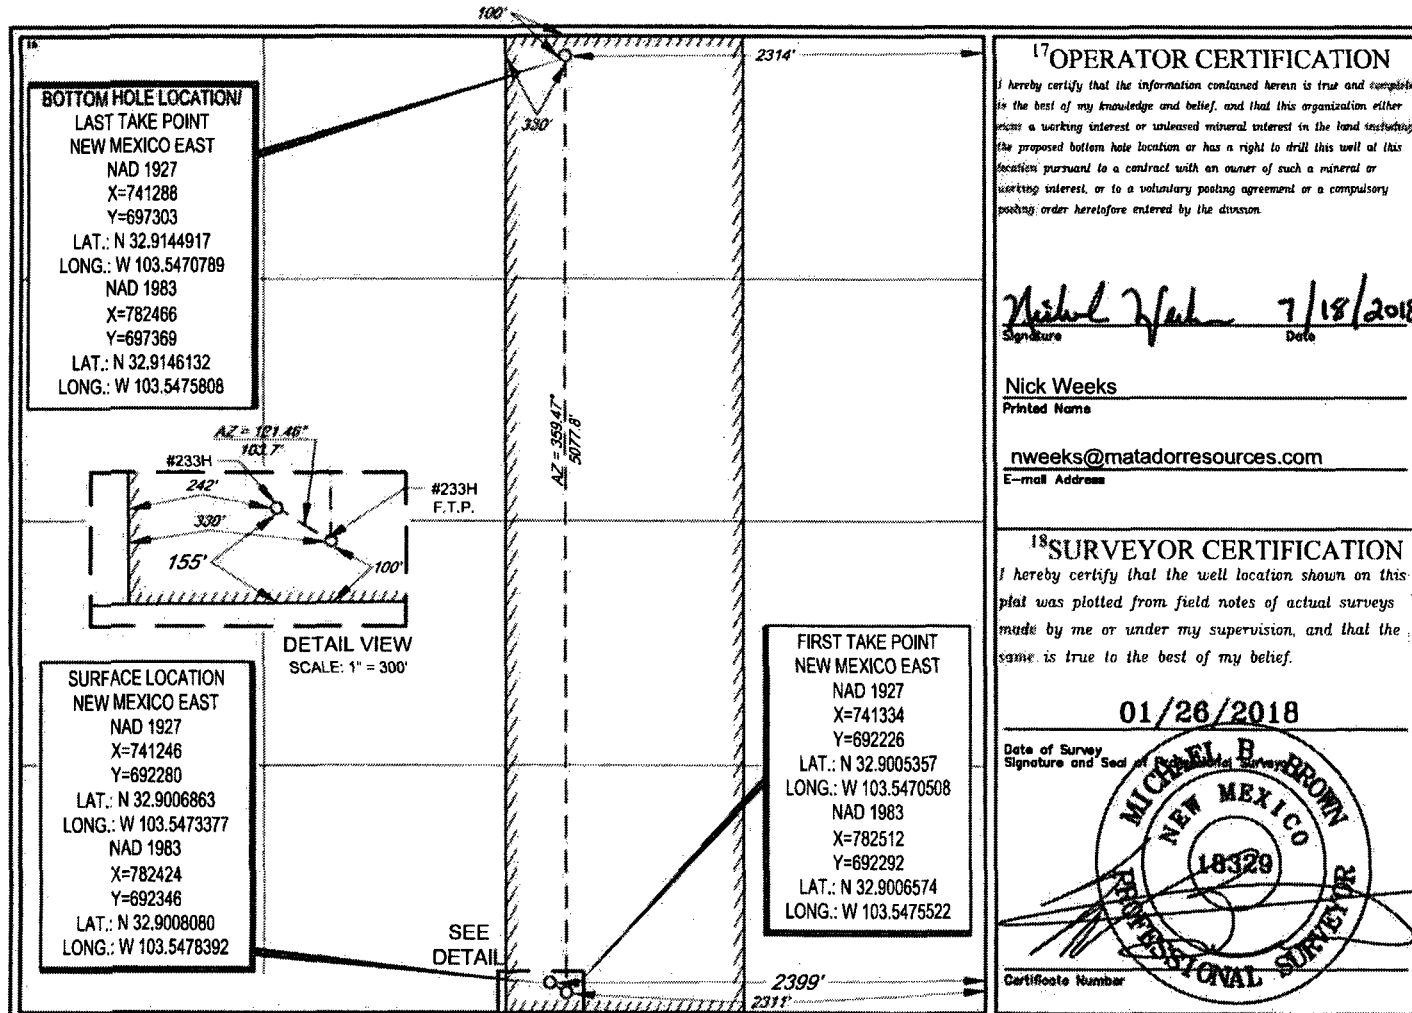 16
100'
2314'
330'
BOTTOM HOLE LOCATION/
LAST TAKE POINT
NEW MEXICO EAST
NAD 1927
X=741288
Y=697303
LAT.: N 32.9144917
LONG.: W 103.5470789
NAD 1983
X=782466
Y=697369
LAT.: N 32.9146132
LONG.: W 103.5475808
AZ = 359.47°
5077.8'
AZ = 121.46°
103.7'
#233H
242'
#233H
F.T.P.
330'
155'
100'
DETAIL VIEW
SCALE: 1" = 300'
SURFACE LOCATION
NEW MEXICO EAST
NAD 1927
X=741246
Y=692280
LAT.: N 32.9006863
LONG.: W 103.5473377
NAD 1983
X=782424
Y=692346
LAT.: N 32.9008080
LONG.: W 103.5478392
SEE
DETAIL
FIRST TAKE POINT
NEW MEXICO EAST
NAD 1927
X=741334
Y=692226
LAT.: N 32.9005357
LONG.: W 103.5470508
NAD 1983
X=782512
Y=692292
LAT.: N 32.9006574
LONG.: W 103.5475522
2399'
2311'
17 OPERATOR CERTIFICATION
I hereby certify that the information contained herein is true and complete
to the best of my knowledge and belief, and that this organization either
owns a working interest or unleased mineral interest in the land including
the proposed bottom hole location or has a right to drill this well at this
location pursuant to a contract with an owner of such a mineral or
working interest, or to a voluntary pooling agreement or a compulsory
pooling order heretofore entered by the division.
7/18/2018
Signature
Date
Nick Weeks
Printed Name
nweeks@matadorresources.com
E-mail Address
18 SURVEYOR CERTIFICATION
I hereby certify that the well location shown on this
plat was plotted from field notes of actual surveys
made by me or under my supervision, and that the
same is true to the best of my belief.
01/26/2018
Date of Survey
Signature and Seal of Professional Surveyor
MICHAEL B. BROWN
NEW MEXICO
18329
PROFESSIONAL SURVEYOR
Certificate Number